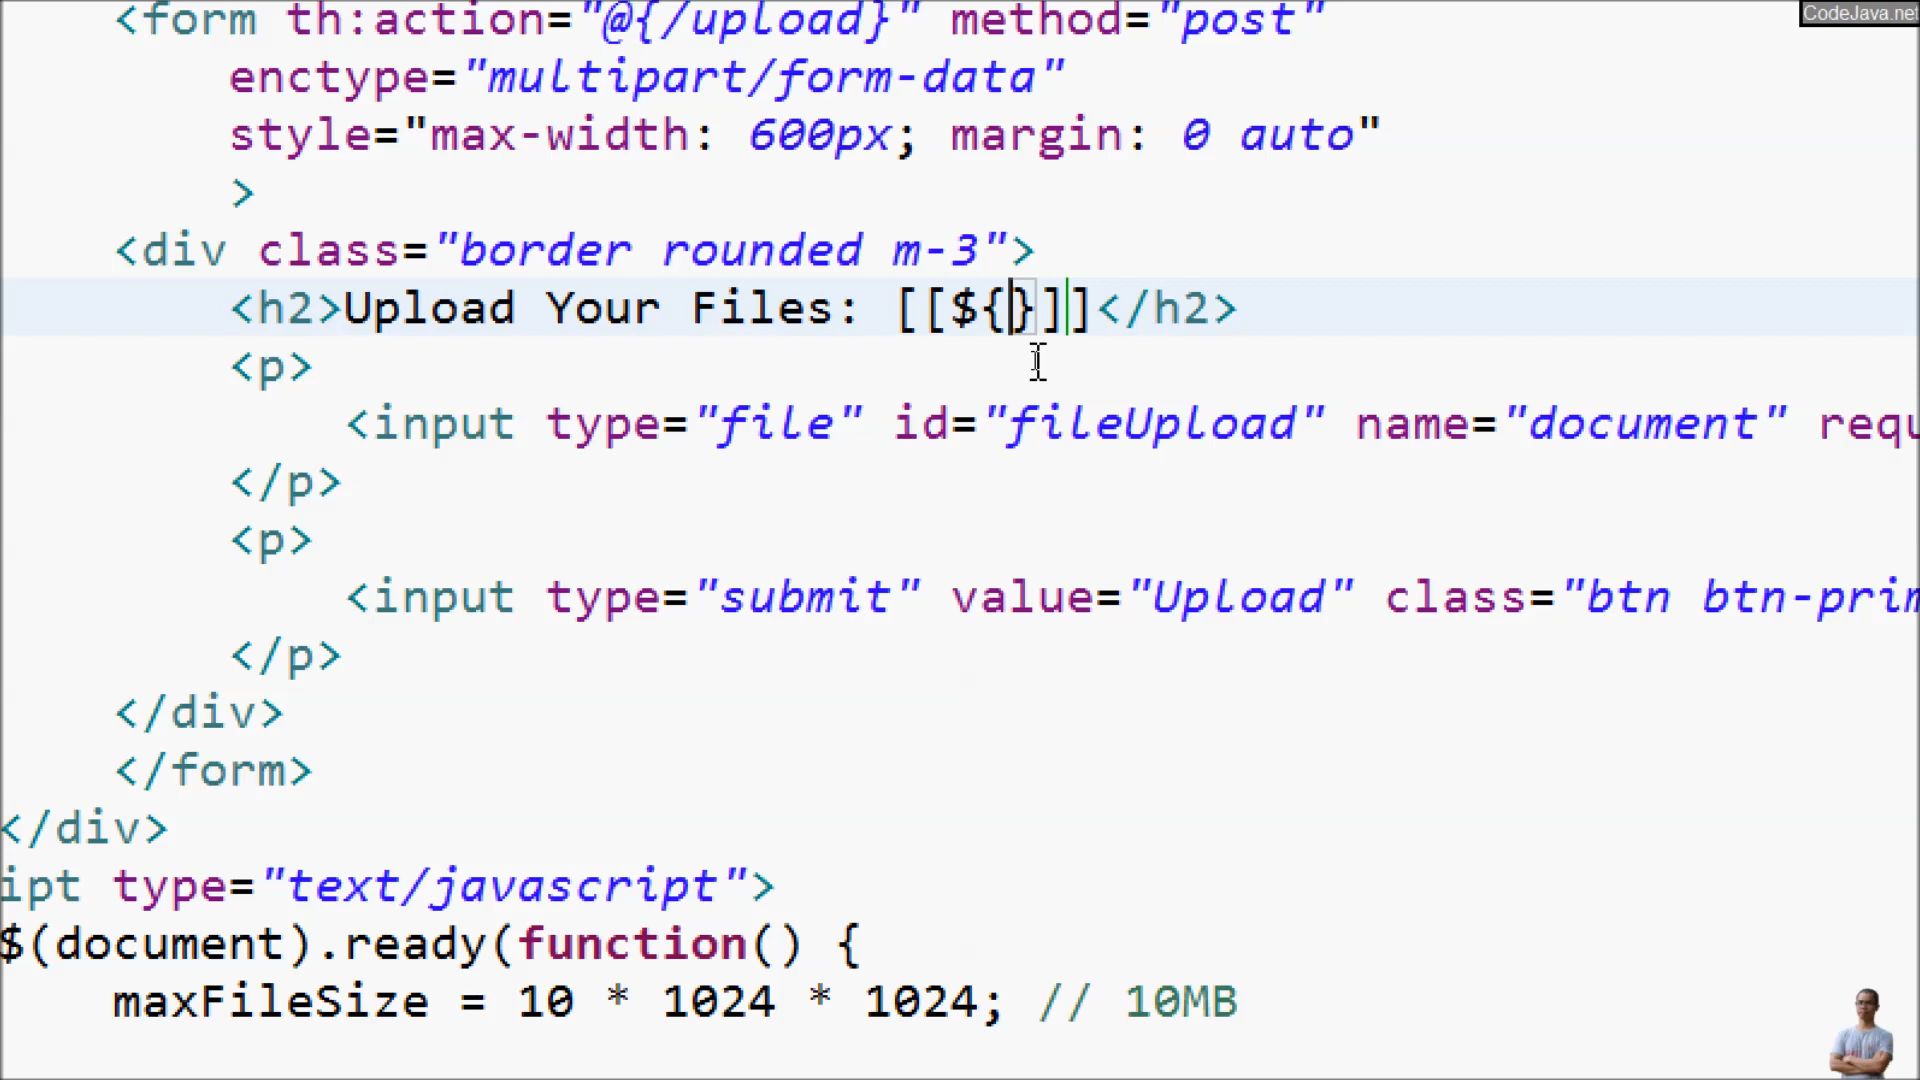 CodeJava.net
<form th:action="@{/upload}" method="post"
enctype="multipart/form-data"
style="max-width: 600px; margin: 0 auto"
>
<div class="border rounded m-3">
<h2>Upload Your Files: [[${}]]</h2>
<p>
<input type="file" id="fileUpload" name="document" requ
</p>
<p>
<input type="submit" value="Upload" class="btn btn-prim
</p>
</div>
</form>
</div>
ipt type="text/javascript">
$(document).ready(function() {
maxFileSize = 10 * 1024 * 1024; // 10MB